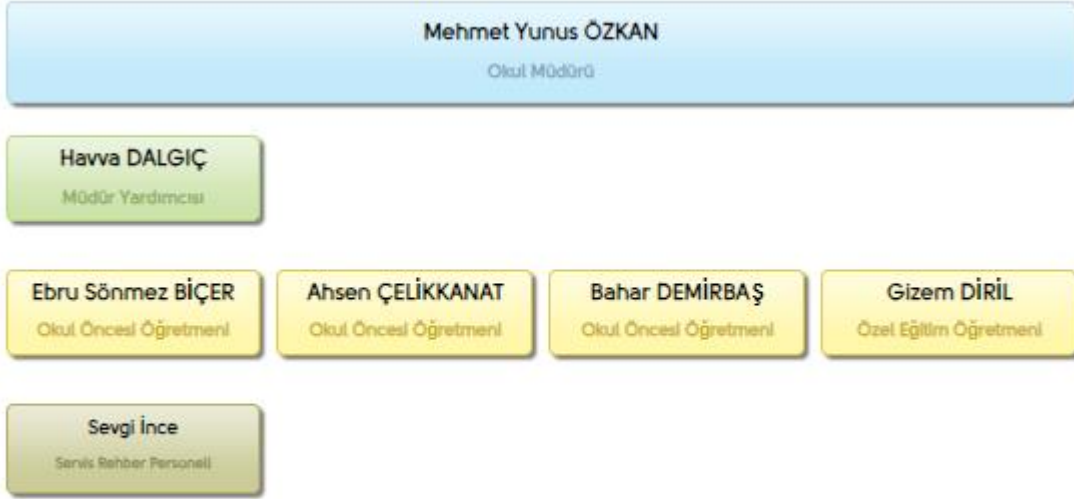 Mehmet Yunus ÖZKAN
Okul Müdürü
Havva DALGIÇ
Müdür Yardımcısı
Ebru Sönmez BİÇER
Okul Öncesi Öğretmeni
Ahsen ÇELİKKANAT
Okul Öncesi Öğretmeni
Bahar DEMİRBAŞ
Okul Öncesi Öğretmeni
Gizem DİRİL
Özel Eğitim Öğretmeni
Sevgi İnce
Servis Rehber Personeli